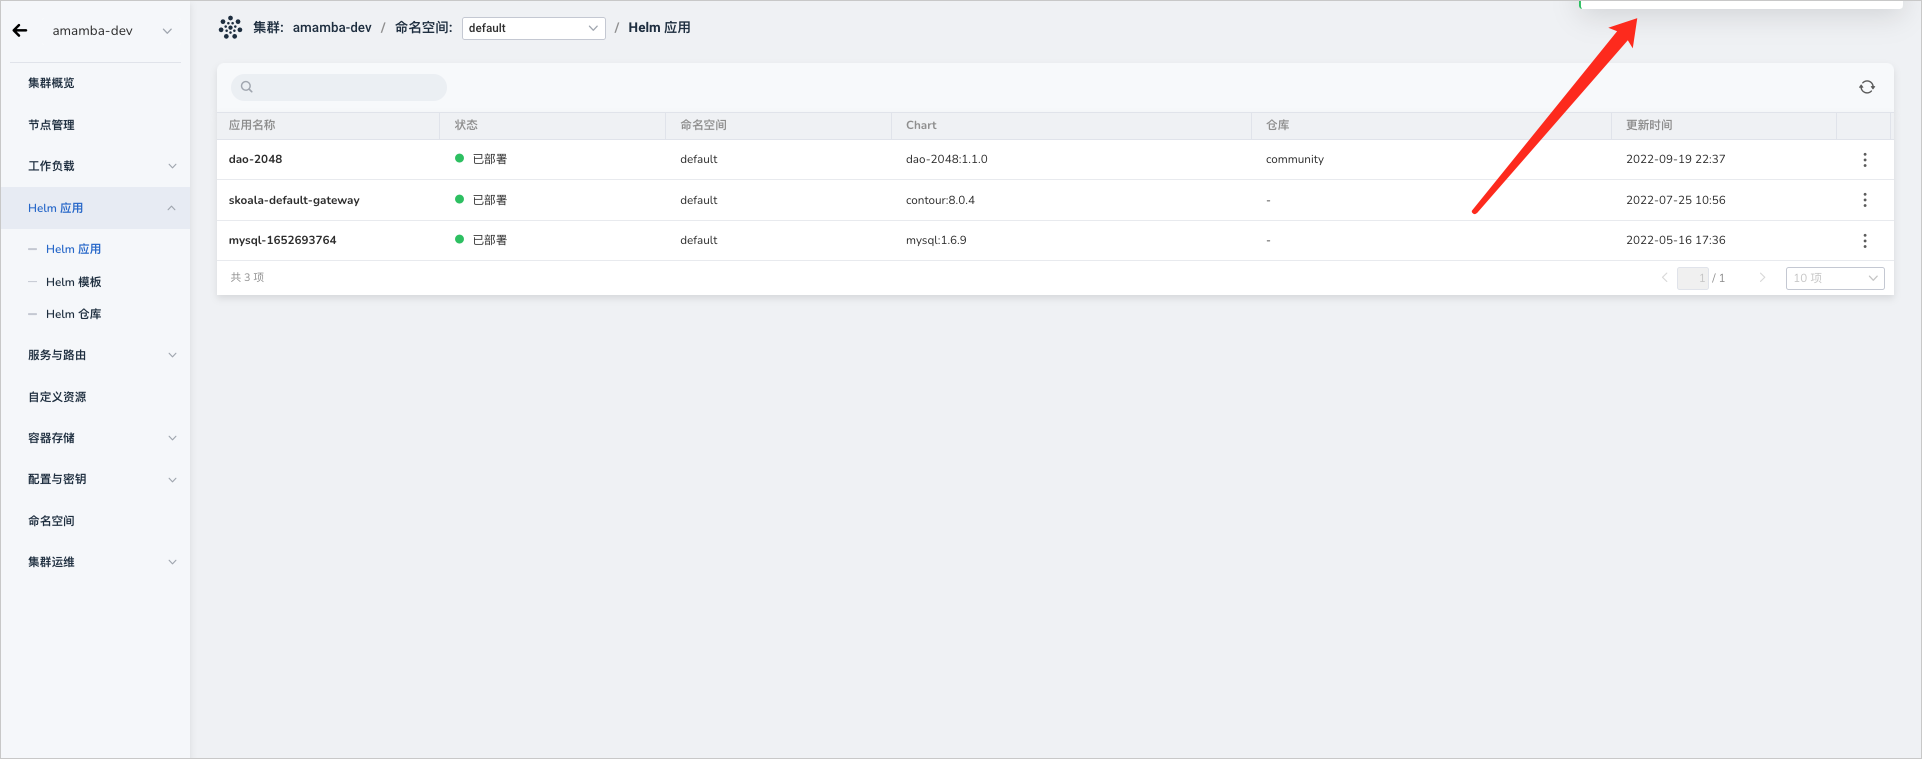 amamba-dev
集群概览
节点管理
工作负载
Helm 应用
Helm 应用
Helm 模板
Helm 仓库
服务与路由
自定义资源
容器存储
配置与密钥
命名空间
集群运维
集群: amamba-dev / 命名空间: default / Helm 应用
应用名称 状态 命名空间 Chart 仓库 更新时间
dao-2048 已部署 default dao-2048:1.1.0 community 2022-09-19 22:37
skoala-default-gateway 已部署 default contour:8.0.4 - 2022-07-25 10:56
mysql-1652693764 已部署 default mysql:1.6.9 - 2022-05-16 17:36
共 3 项 1 / 1 10 项